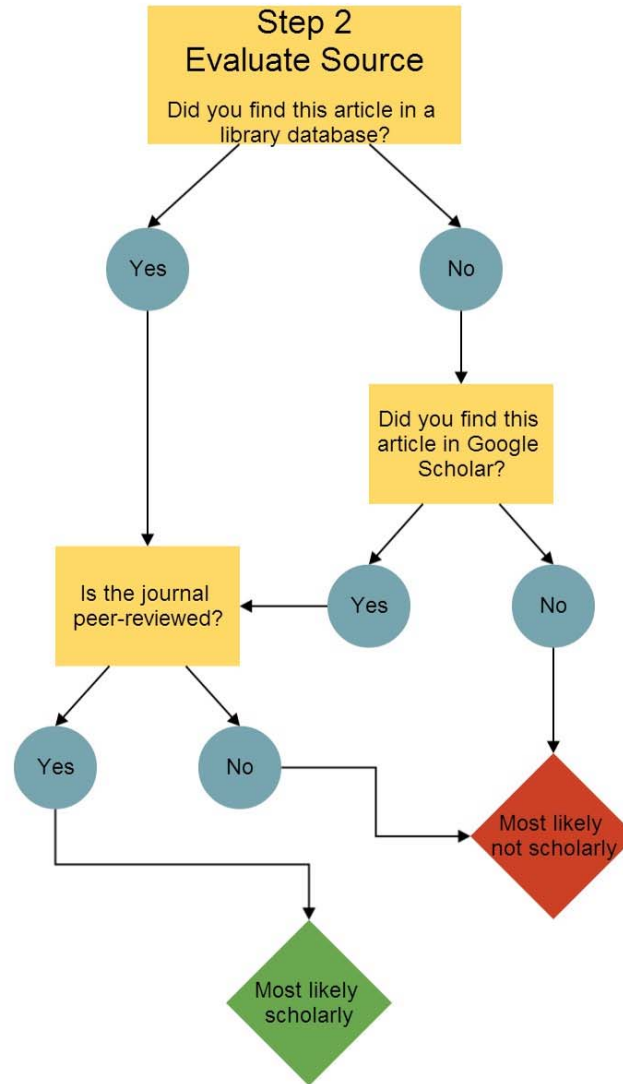 Step 2
Evaluate Source
Did you find this article in a
library database?
Yes
No
Did you find this
article in Google
Scholar?
Is the journal
peer-reviewed?
Yes
No
Yes
No
Most likely
not scholarly
Most likely
scholarly